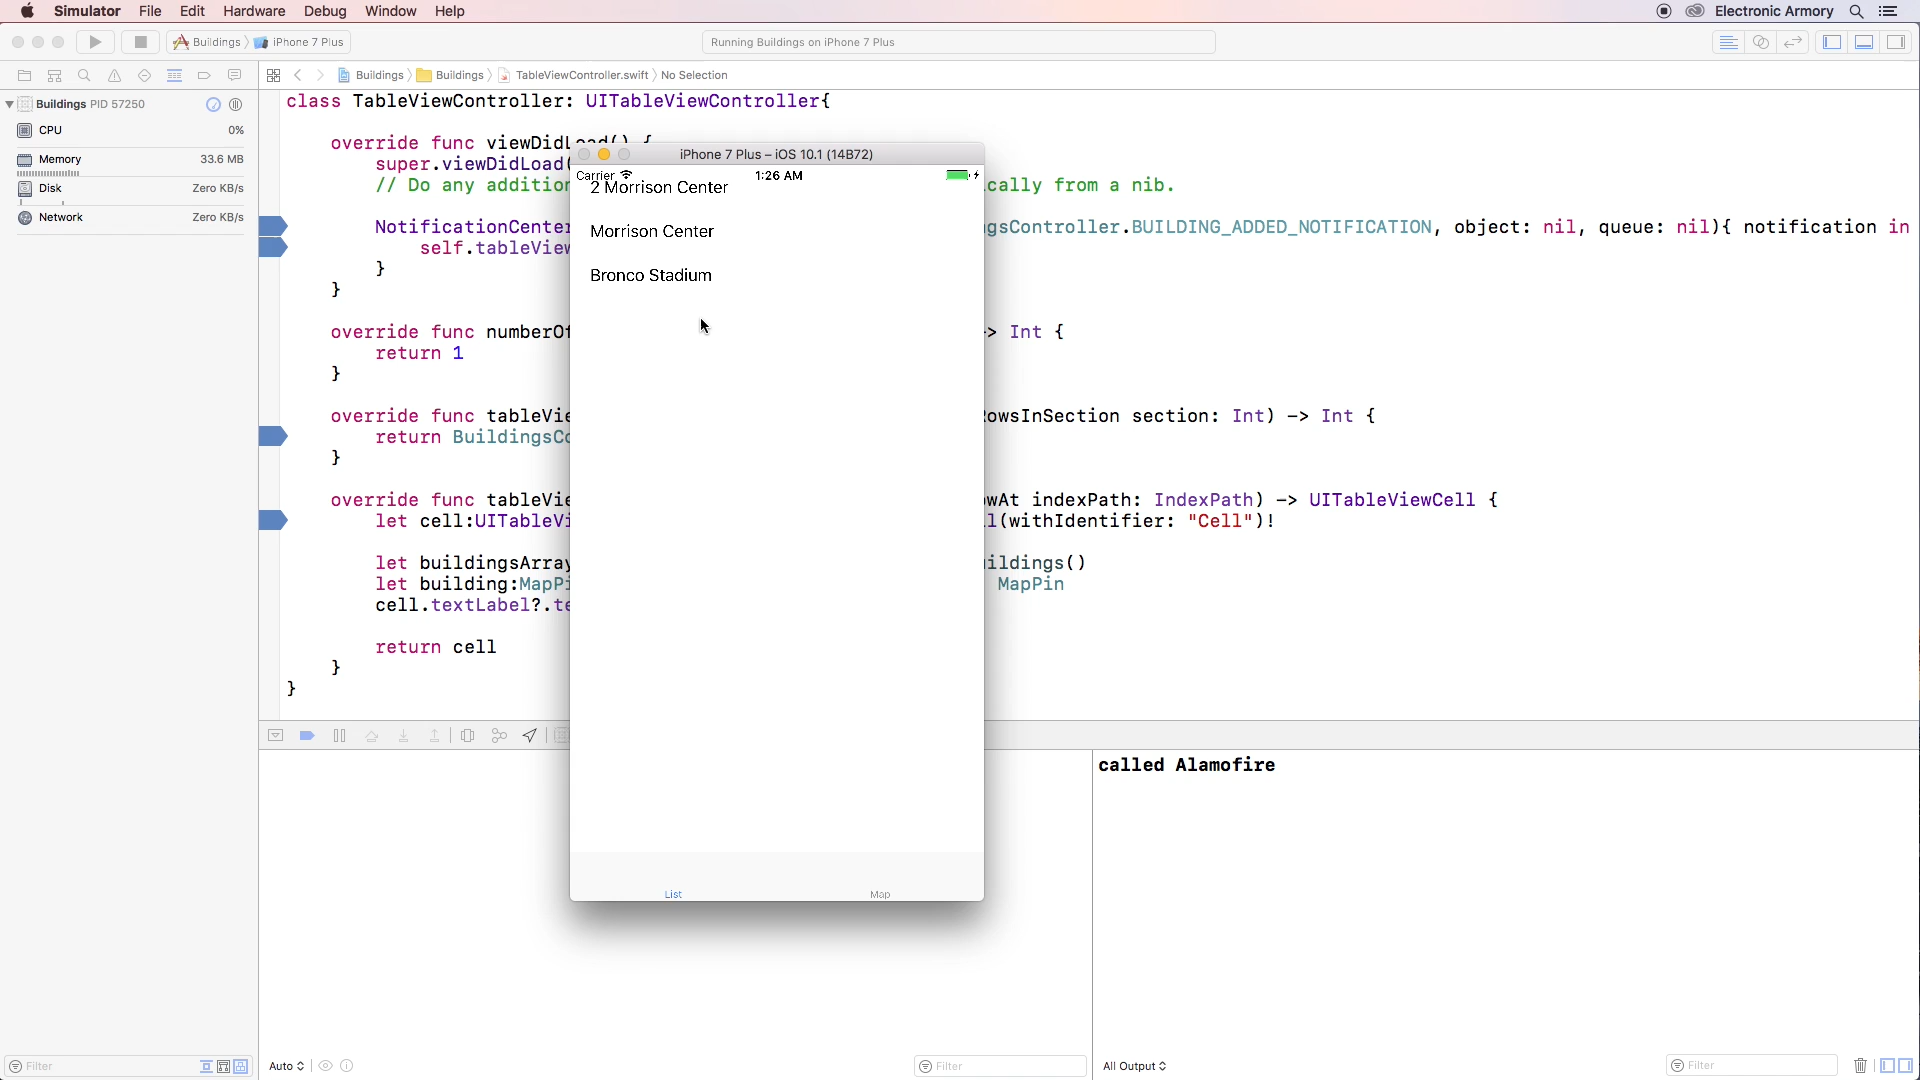 Simulator File Edit Hardware Debug Window Help Electronic Armory
Buildings iPhone 7 Plus Running Buildings on iPhone 7 Plus
Buildings Buildings TableViewController.swift No Selection
Buildings PID 57250
CPU 0%
Memory 33.6 MB
Disk Zero KB/s
Network Zero KB/s
class TableViewController: UITableViewController{
override func viewDidLoad() {
super.viewDidLoad(
// Do any addition cally from a nib.
NotificationCenter gsController.BUILDING_ADDED_NOTIFICATION, object: nil, queue: nil){ notification in
self.tableView
}
}
override func numberOf > Int {
return 1
}
override func tableVie RowsInSection section: Int) -> Int {
return BuildingsCo
}
override func tableVie owAt indexPath: IndexPath) -> UITableViewCell {
let cell:UITableVi l(withIdentifier: "Cell")!
let buildingsArray uildings()
let building:MapPi MapPin
cell.textLabel?.te
return cell
}
}
iPhone 7 Plus – iOS 10.1 (14B72)
Carrier 1:26 AM
2 Morrison Center
Morrison Center
Bronco Stadium
List Map
called Alamofire
Filter Auto Filter All Output Filter